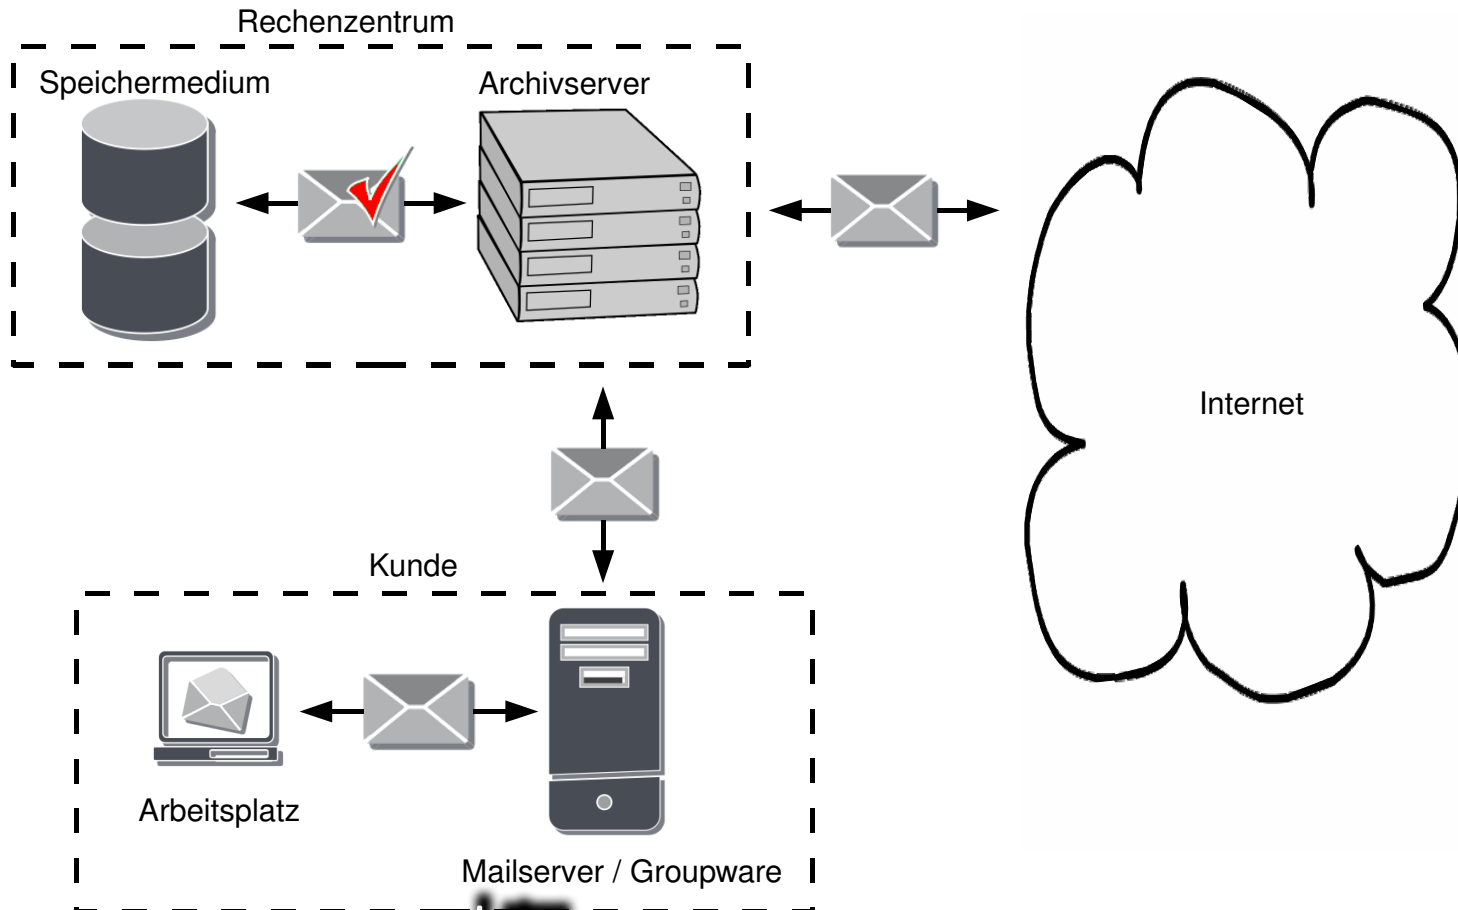 Rechenzentrum
Speichermedium
Archivserver
Internet
Kunde
Arbeitsplatz
Mailserver / Groupware